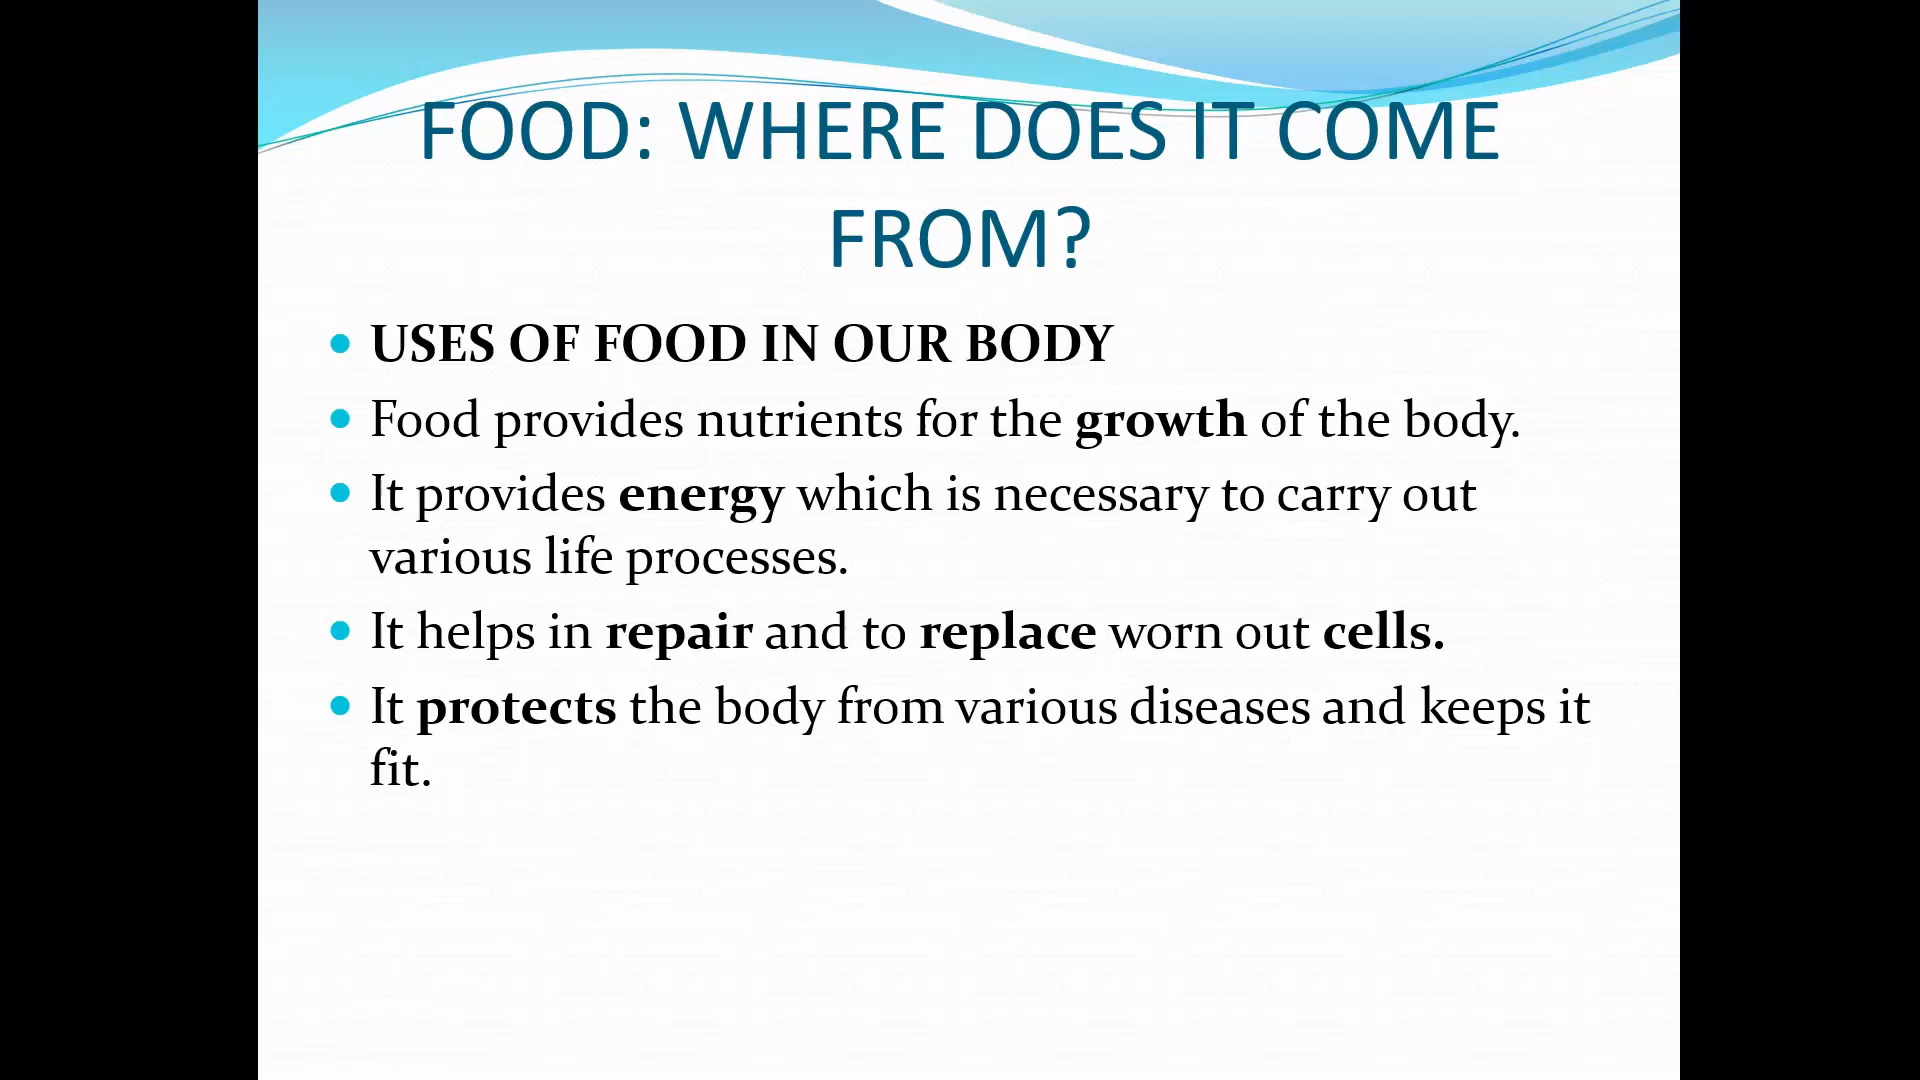 FOOD: WHERE DOES IT COME
FROM?
USES OF FOOD IN OUR BODY
Food provides nutrients for the growth of the body.
It provides energy which is necessary to carry out
various life processes.
It helps in repair and to replace worn out cells.
It protects the body from various diseases and keeps it
fit.